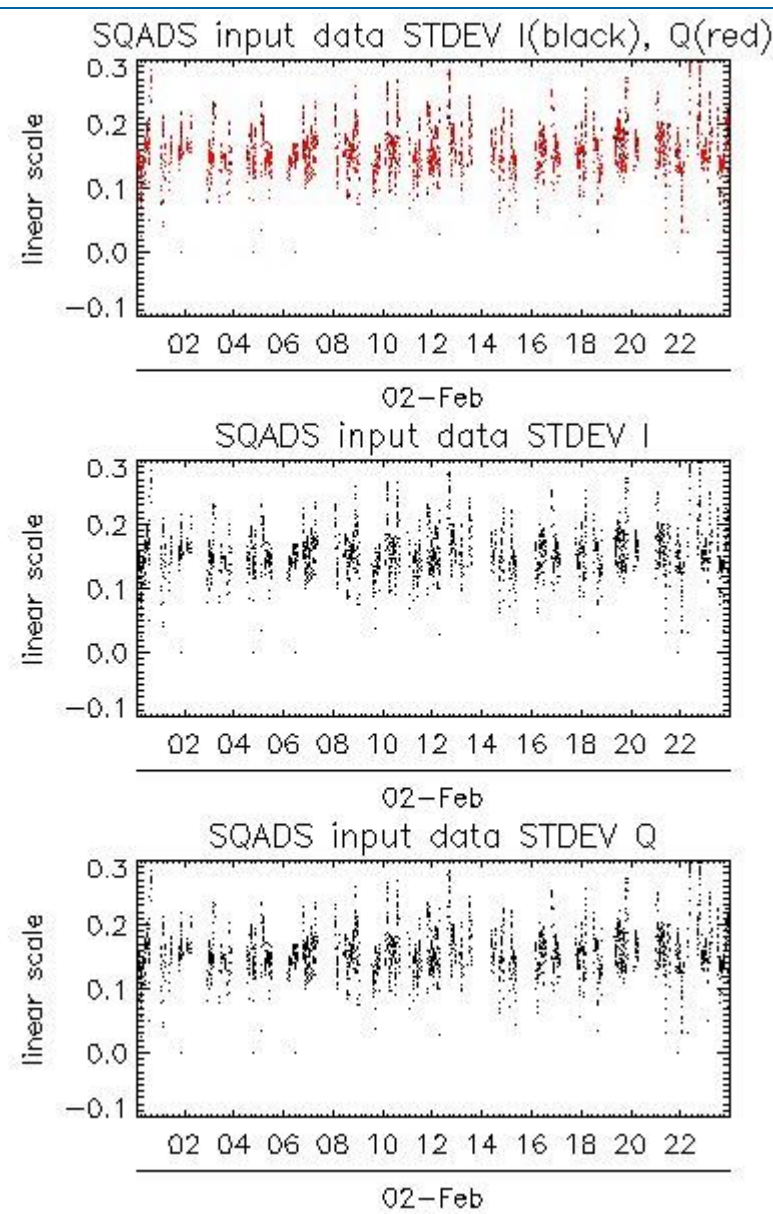 SQADS input data STDEV I(black), Q(red)
0.3
0.2
0.1
0.0
−0.1
linear scale
02 04 06 08 10 12 14 16 18 20 22
02−Feb
SQADS input data STDEV I
0.3
0.2
0.1
0.0
−0.1
linear scale
02 04 06 08 10 12 14 16 18 20 22
02−Feb
SQADS input data STDEV Q
0.3
0.2
0.1
0.0
−0.1
linear scale
02 04 06 08 10 12 14 16 18 20 22
02−Feb